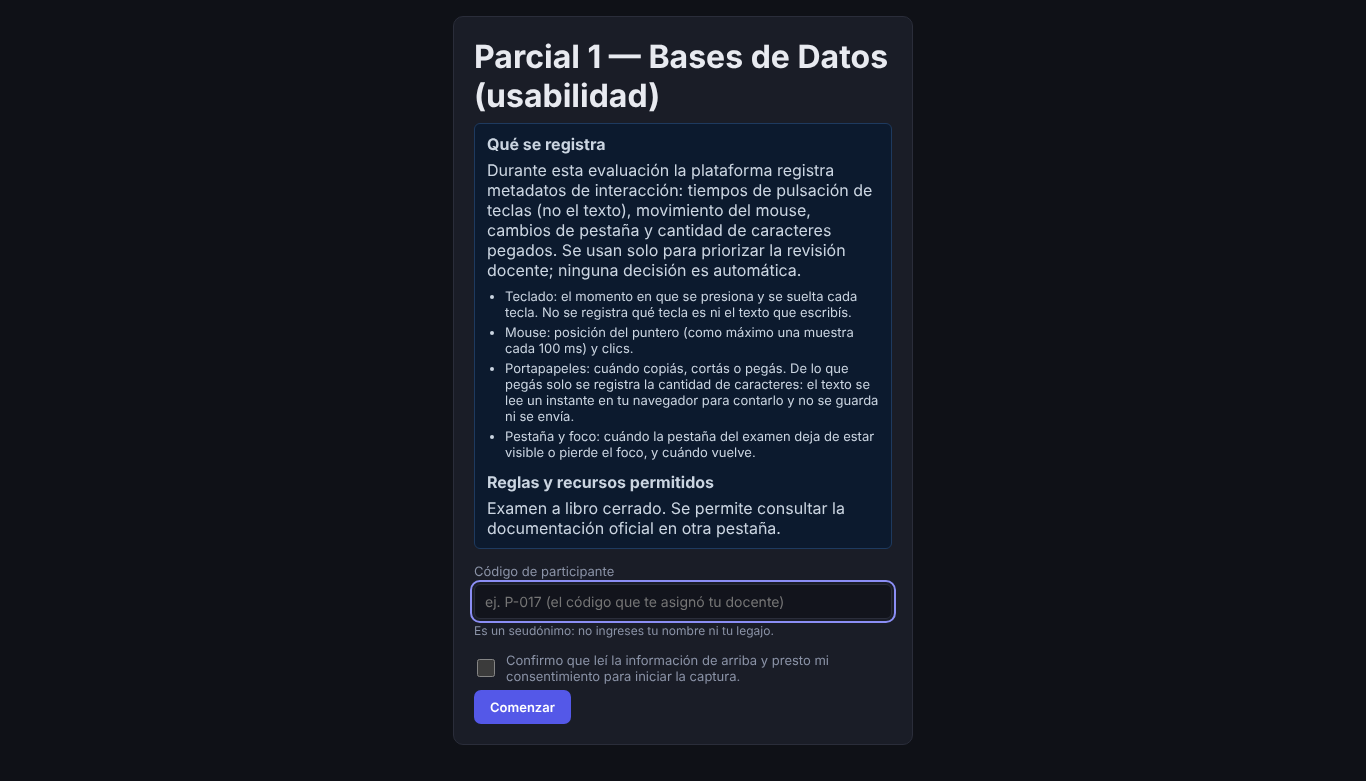 Parcial 1 — Bases de Datos
(usabilidad)
Qué se registra
Durante esta evaluación la plataforma registra
metadatos de interacción: tiempos de pulsación de
teclas (no el texto), movimiento del mouse,
cambios de pestaña y cantidad de caracteres
pegados. Se usan solo para priorizar la revisión
docente; ninguna decisión es automática.
• Teclado: el momento en que se presiona y se suelta cada
tecla. No se registra qué tecla es ni el texto que escribís.
• Mouse: posición del puntero (como máximo una muestra
cada 100 ms) y clics.
• Portapapeles: cuándo copiás, cortás o pegás. De lo que
pegás solo se registra la cantidad de caracteres: el texto se
lee un instante en tu navegador para contarlo y no se guarda
ni se envía.
• Pestaña y foco: cuándo la pestaña del examen deja de estar
visible o pierde el foco, y cuándo vuelve.
Reglas y recursos permitidos
Examen a libro cerrado. Se permite consultar la
documentación oficial en otra pestaña.
Código de participante
ej. P-017 (el código que te asignó tu docente)
Es un seudónimo: no ingreses tu nombre ni tu legajo.
Confirmo que leí la información de arriba y presto mi
consentimiento para iniciar la captura.
Comenzar